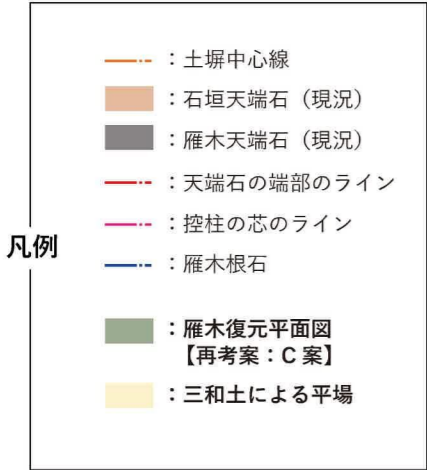 凡例
：土塀中心線
：石垣天端石（現況）
：雁木天端石（現況）
：天端石の端部のライン
：控柱の芯のライン
：雁木根石
：雁木復元平面図
【再考案：C 案】
：三和土による平場